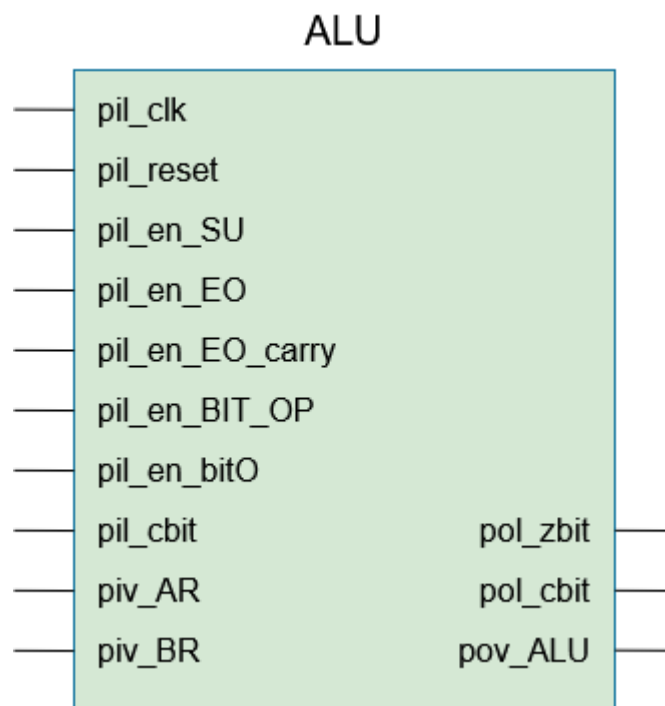 ALU
pil_clk
pil_reset
pil_en_SU
pil_en_EO
pil_en_EO_carry
pil_en_BIT_OP
pil_en_bitO
pil_cbit pol_zbit
piv_AR pol_cbit
piv_BR pov_ALU